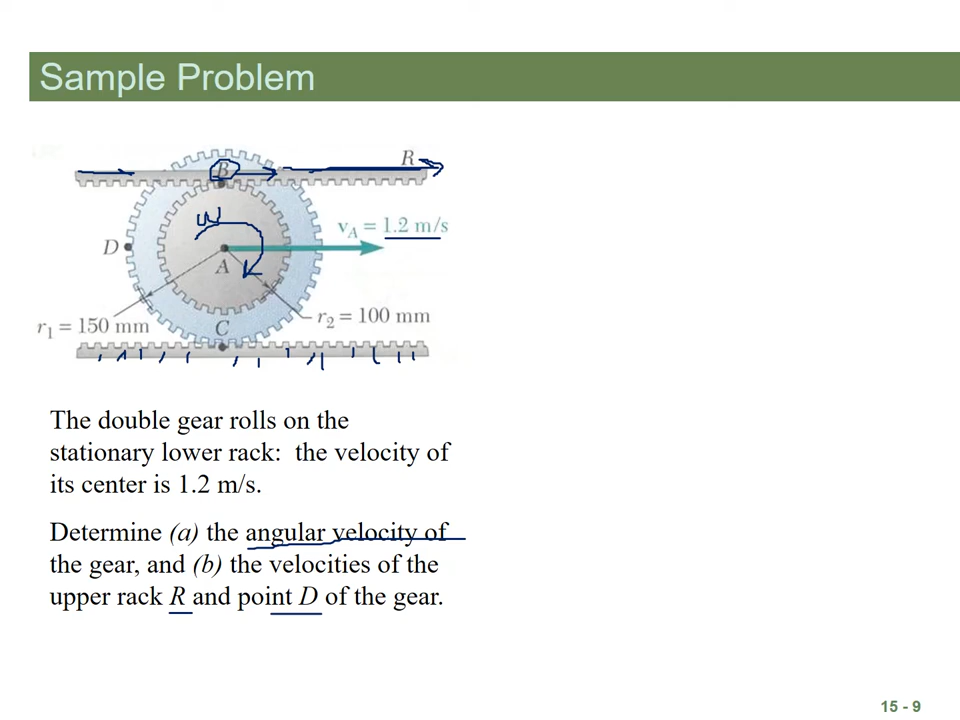 Sample Problem
B
R
ω
v_A = 1.2 m/s
D
A
r₁ = 150 mm
r₂ = 100 mm
C
The double gear rolls on the
stationary lower rack: the velocity of
its center is 1.2 m/s.
Determine (a) the angular velocity of
the gear, and (b) the velocities of the
upper rack R and point D of the gear.
15 - 9